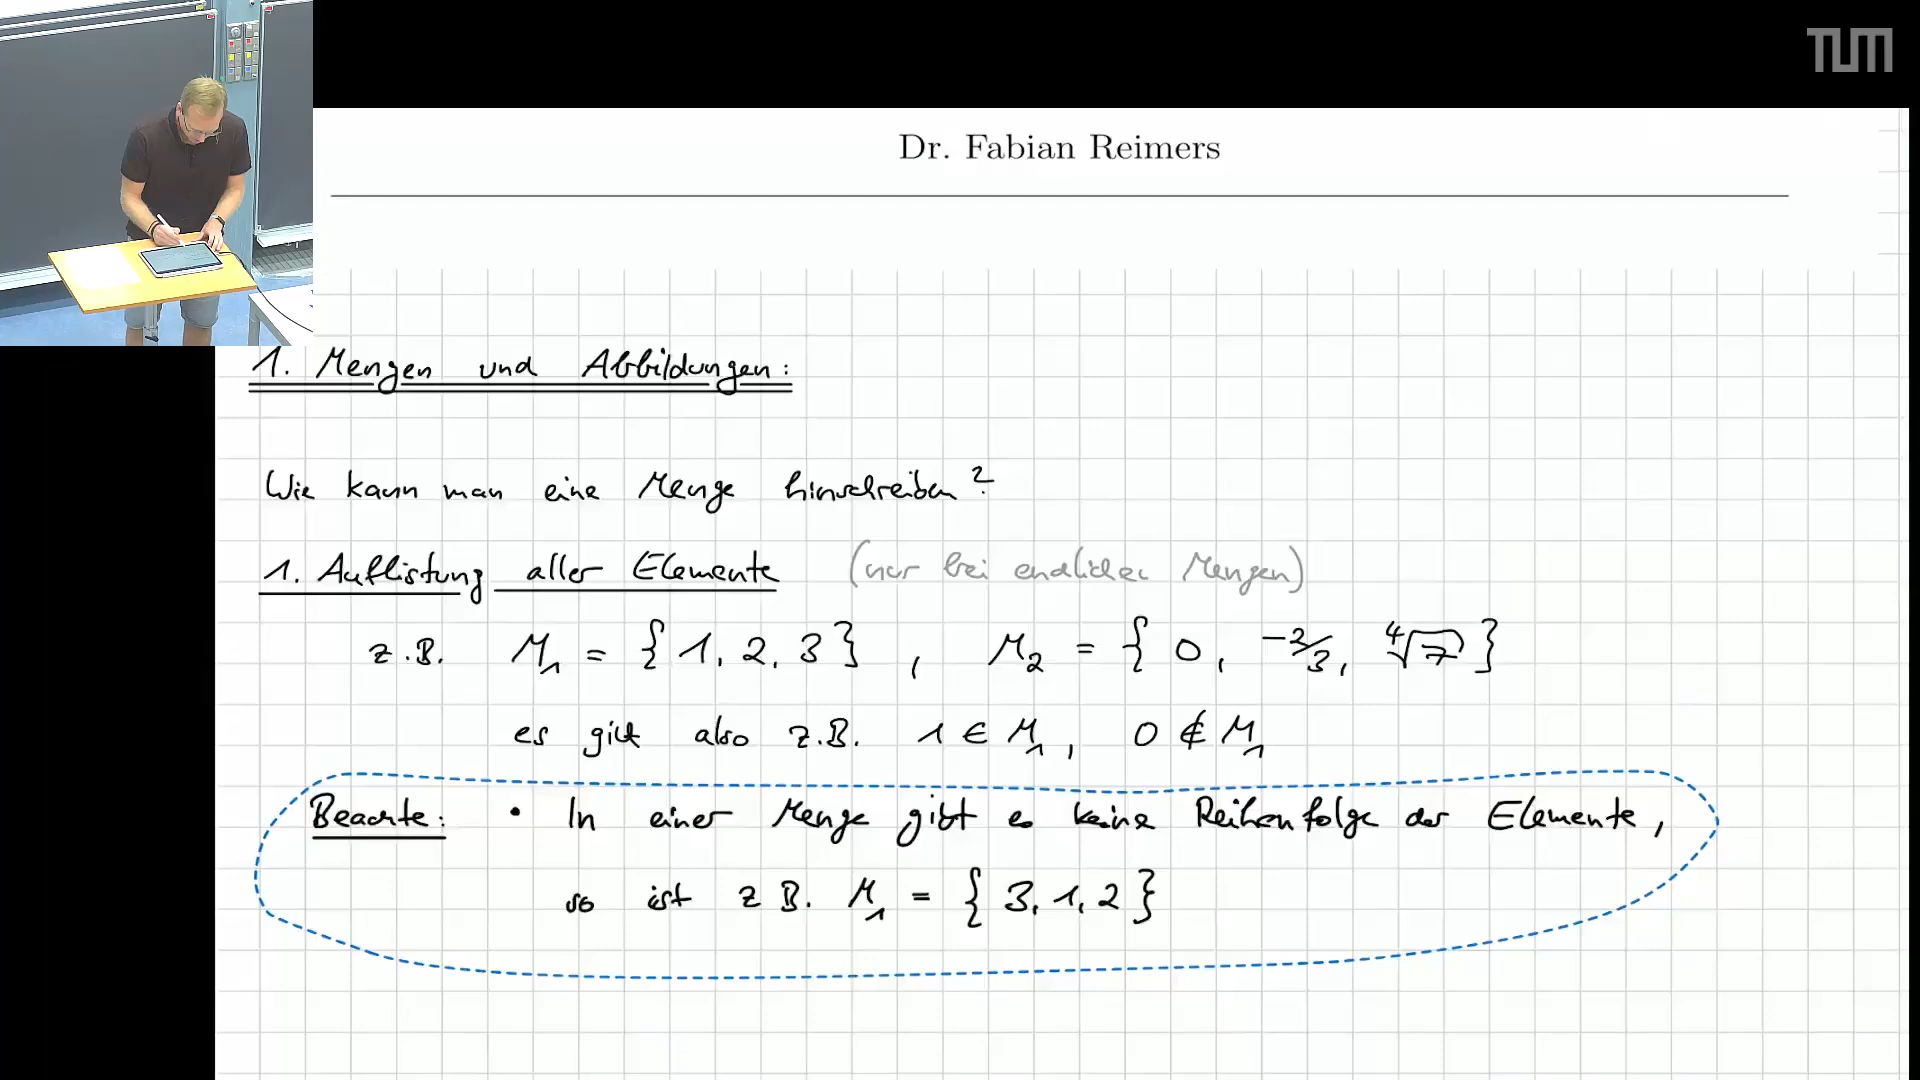 TUM
Dr. Fabian Reimers
1. Mengen und Abbildungen:
Wie kann man eine Menge hinschreiben?
1. Auflistung aller Elemente (nur bei endlichen Mengen)
z.B. M₁ = { 1, 2, 3 } , M₂ = { 0, -2/3, ⁴√7 }
es gilt also z.B. 1 ∈ M₁, 0 ∉ M₁
Beachte: • In einer Menge gibt es keine Reihenfolge der Elemente,
so ist z B. M₁ = { 3, 1, 2 }